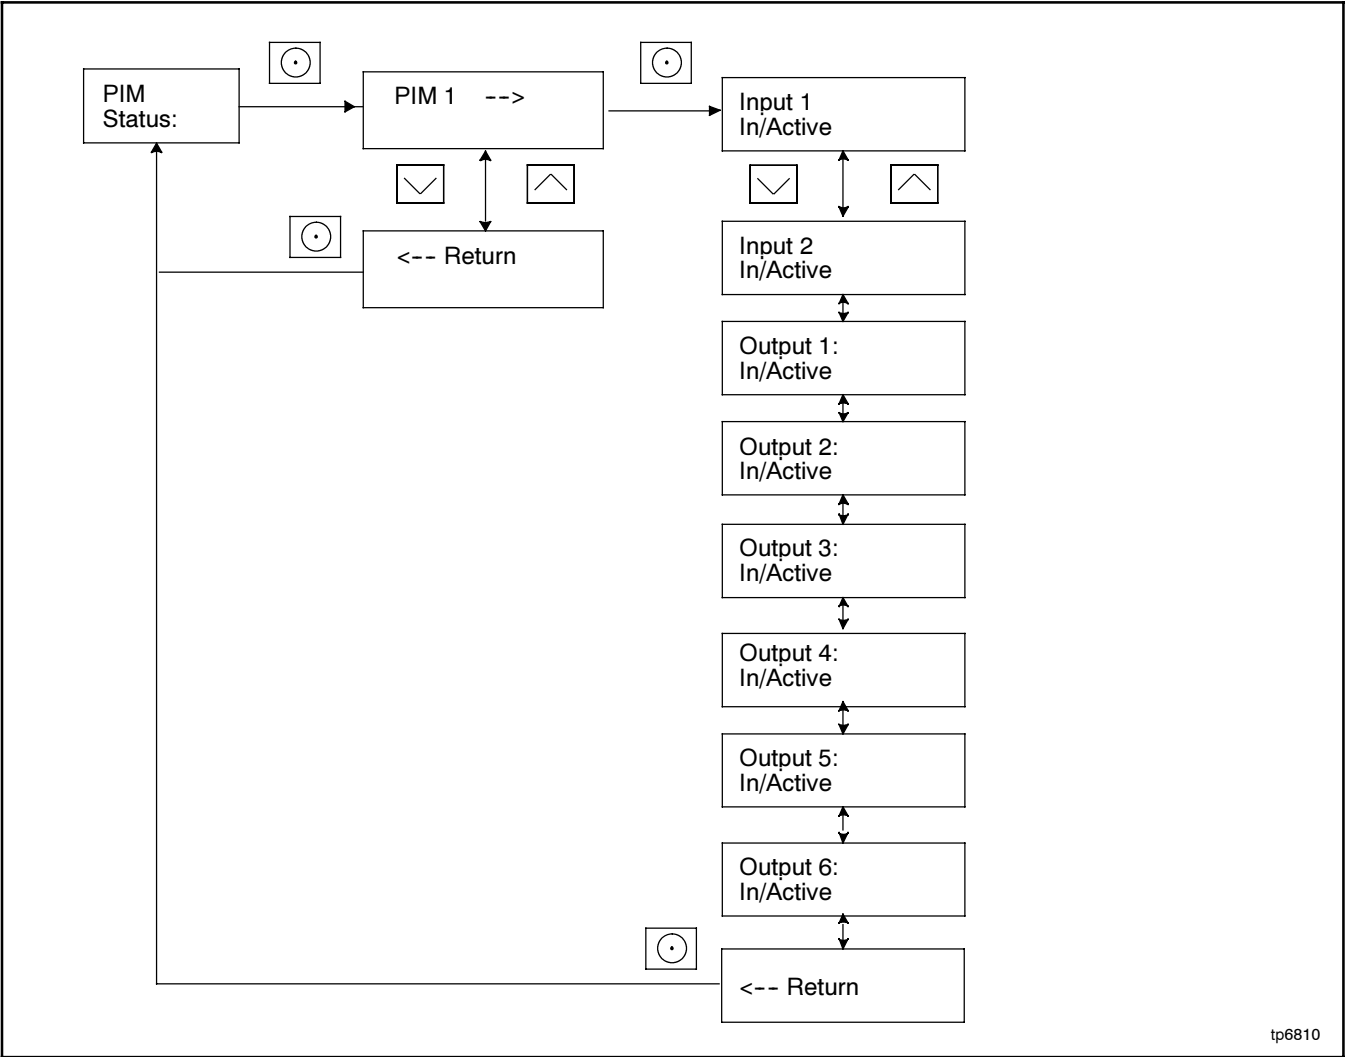 PIM
Status:
PIM 1 -->
<-- Return
Input 1
In/Active
Input 2
In/Active
Output 1:
In/Active
Output 2:
In/Active
Output 3:
In/Active
Output 4:
In/Active
Output 5:
In/Active
Output 6:
In/Active
<-- Return
tp6810